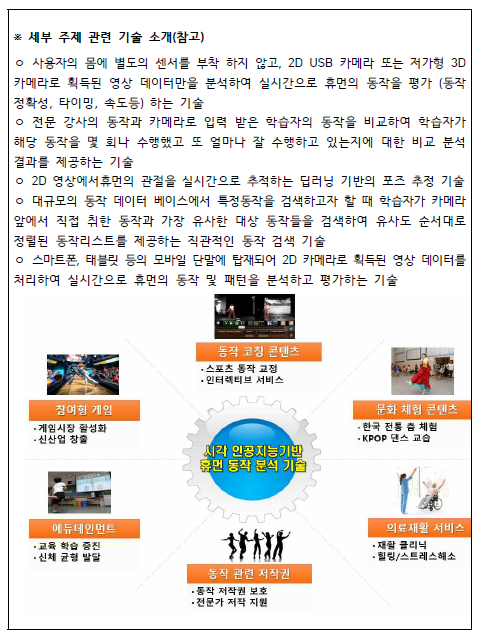 ※ 세부 주제 관련 기술 소개(참고)
ㅇ 사용자의 몸에 별도의 센서를 부착 하지 않고, 2D USB 카메라 또는 저가형 3D
카메라로 획득된 영상 데이터만을 분석하여 실시간으로 휴먼의 동작을 평가 (동작
정확성, 타이밍, 속도등) 하는 기술
ㅇ 전문 강사의 동작과 카메라로 입력 받은 학습자의 동작을 비교하여 학습자가
해당 동작을 몇 회나 수행했고 또 얼마나 잘 수행하고 있는지에 대한 비교 분석
결과를 제공하는 기술
ㅇ 2D 영상에서휴먼의 관절을 실시간으로 추적하는 딥러닝 기반의 포즈 추정 기술
ㅇ 대규모의 동작 데이터 베이스에서 특정동작을 검색하고자 할 때 학습자가 카메라
앞에서 직접 취한 동작과 가장 유사한 대상 동작들을 검색하여 유사도 순서대로
정렬된 동작리스트를 제공하는 직관적인 동작 검색 기술
ㅇ 스마트폰, 태블릿 등의 모바일 단말에 탑재되어 2D 카메라로 획득된 영상 데이터를
처리하여 실시간으로 휴먼의 동작 및 패턴을 분석하고 평가하는 기술
동작 코칭 콘텐츠
•스포츠 동작 교정
•인터렉티브 서비스
참여형 게임
•게임시장 활성화
•신산업 창출
문화 체험 콘텐츠
•한국 전통 춤 체험
•KPOP 댄스 교습
시각 인공지능기반
휴먼 동작 분석 기술
에듀테인먼트
•교육 학습 증진
•신체 균형 발달
의료재활 서비스
•재활 클리닉
•힐링/스트레스해소
동작 관련 저작권
•동작 저작권 보호
•전문가 저작 지원